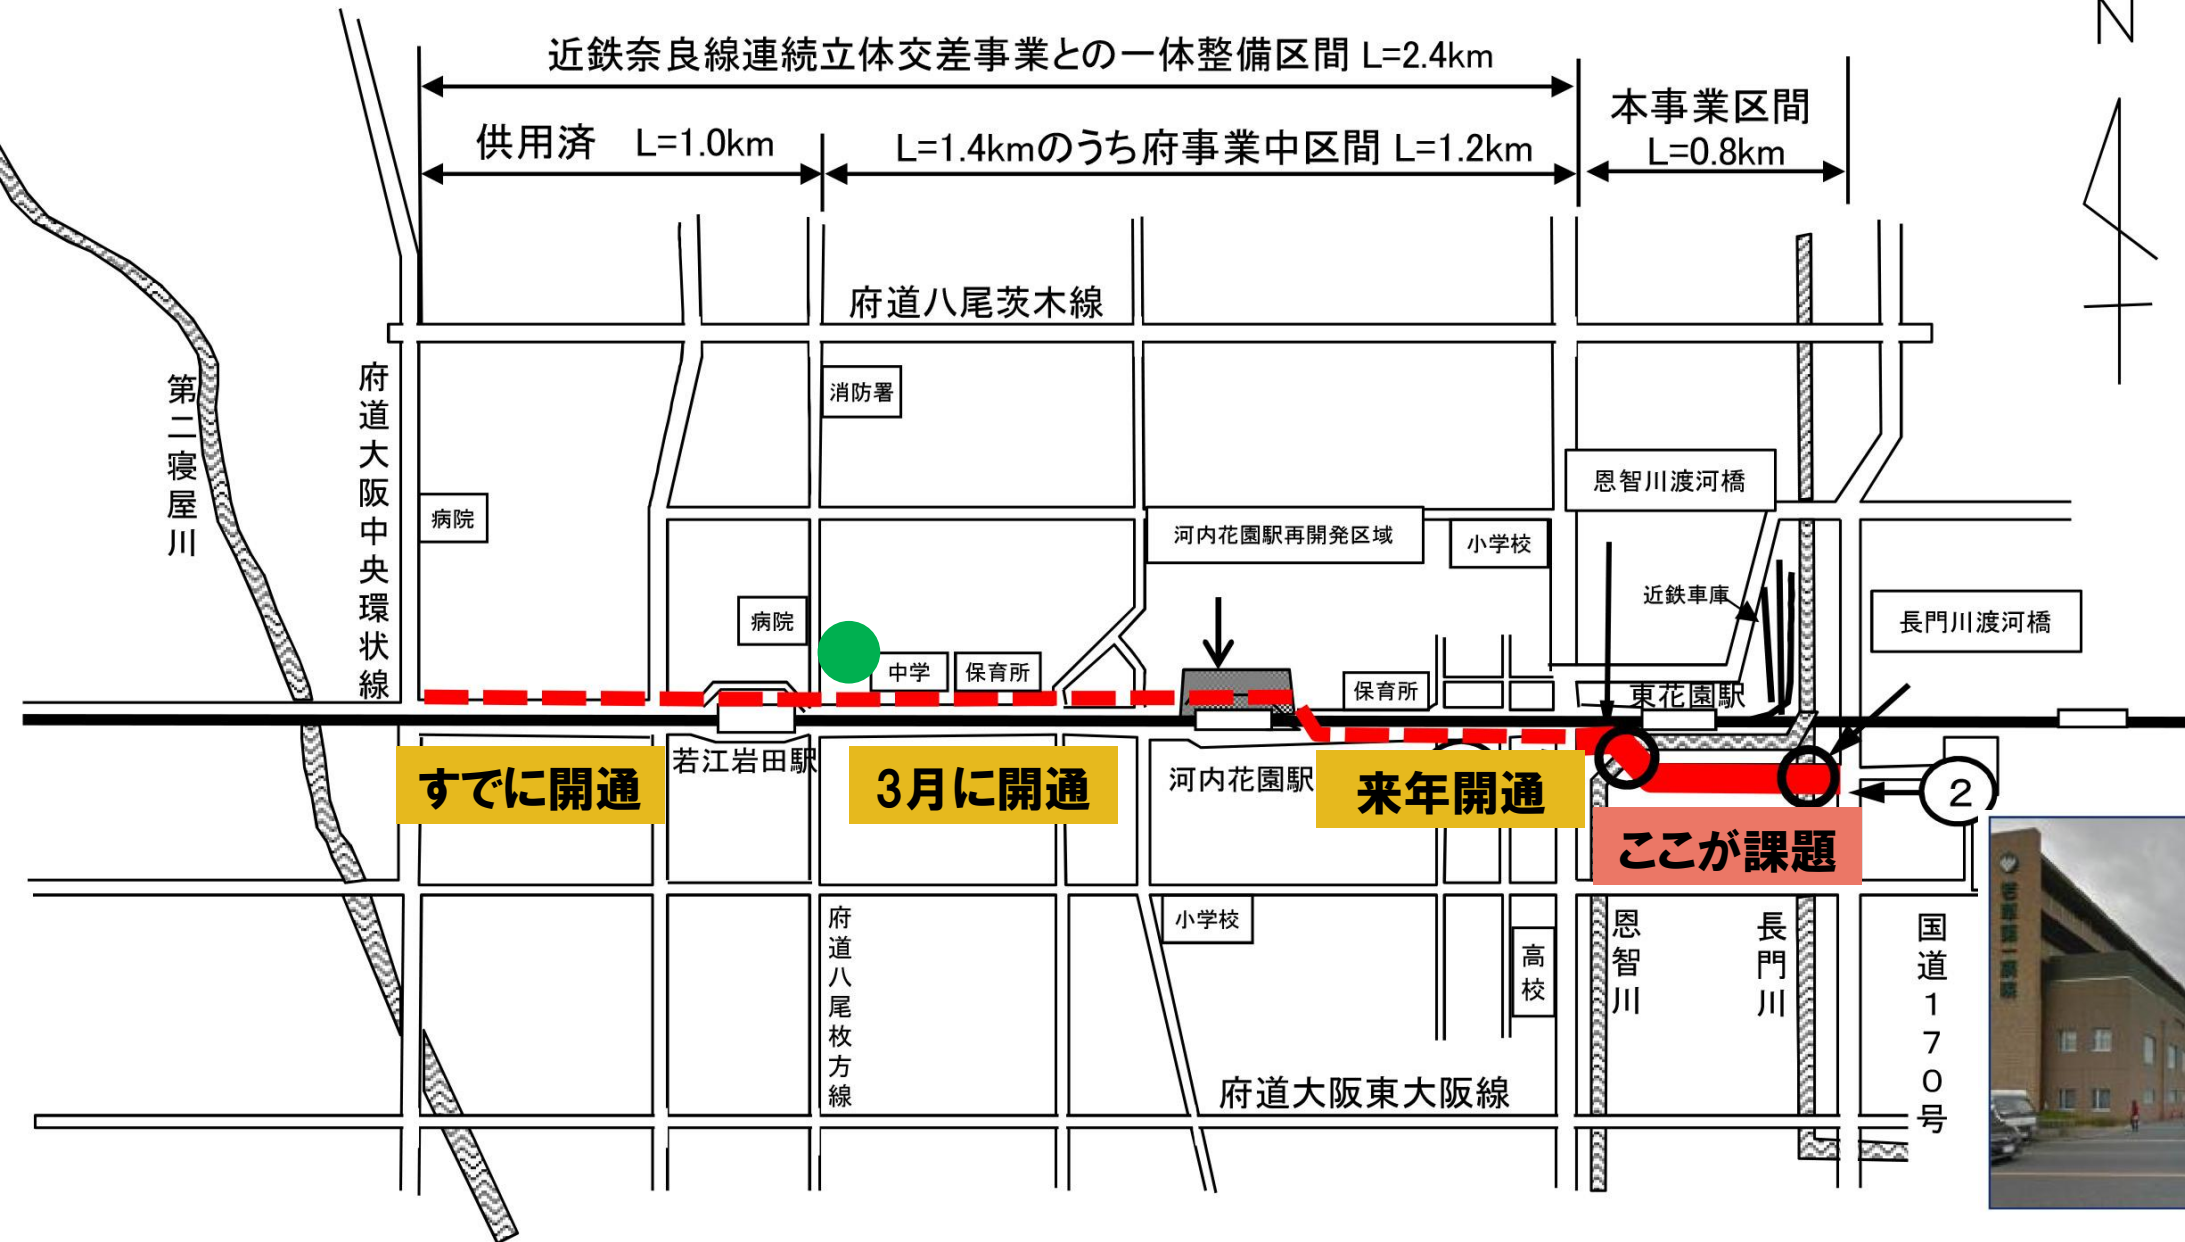 N
近鉄奈良線連続立体交差事業との一体整備区間 L=2.4km
本事業区間
L=0.8km
供用済 L=1.0km
L=1.4kmのうち府事業中区間 L=1.2km
府道八尾茨木線
第二寝屋川
府道大阪中央環状線
消防署
病院
恩智川渡河橋
河内花園駅再開発区域
小学校
近鉄車庫
長門川渡河橋
病院
中学
保育所
保育所
東花園駅
若江岩田駅
河内花園駅
すでに開通
3月に開通
来年開通
ここが課題
2
府道八尾枚方線
小学校
高校
恩智川
長門川
国道170号
府道大阪東大阪線